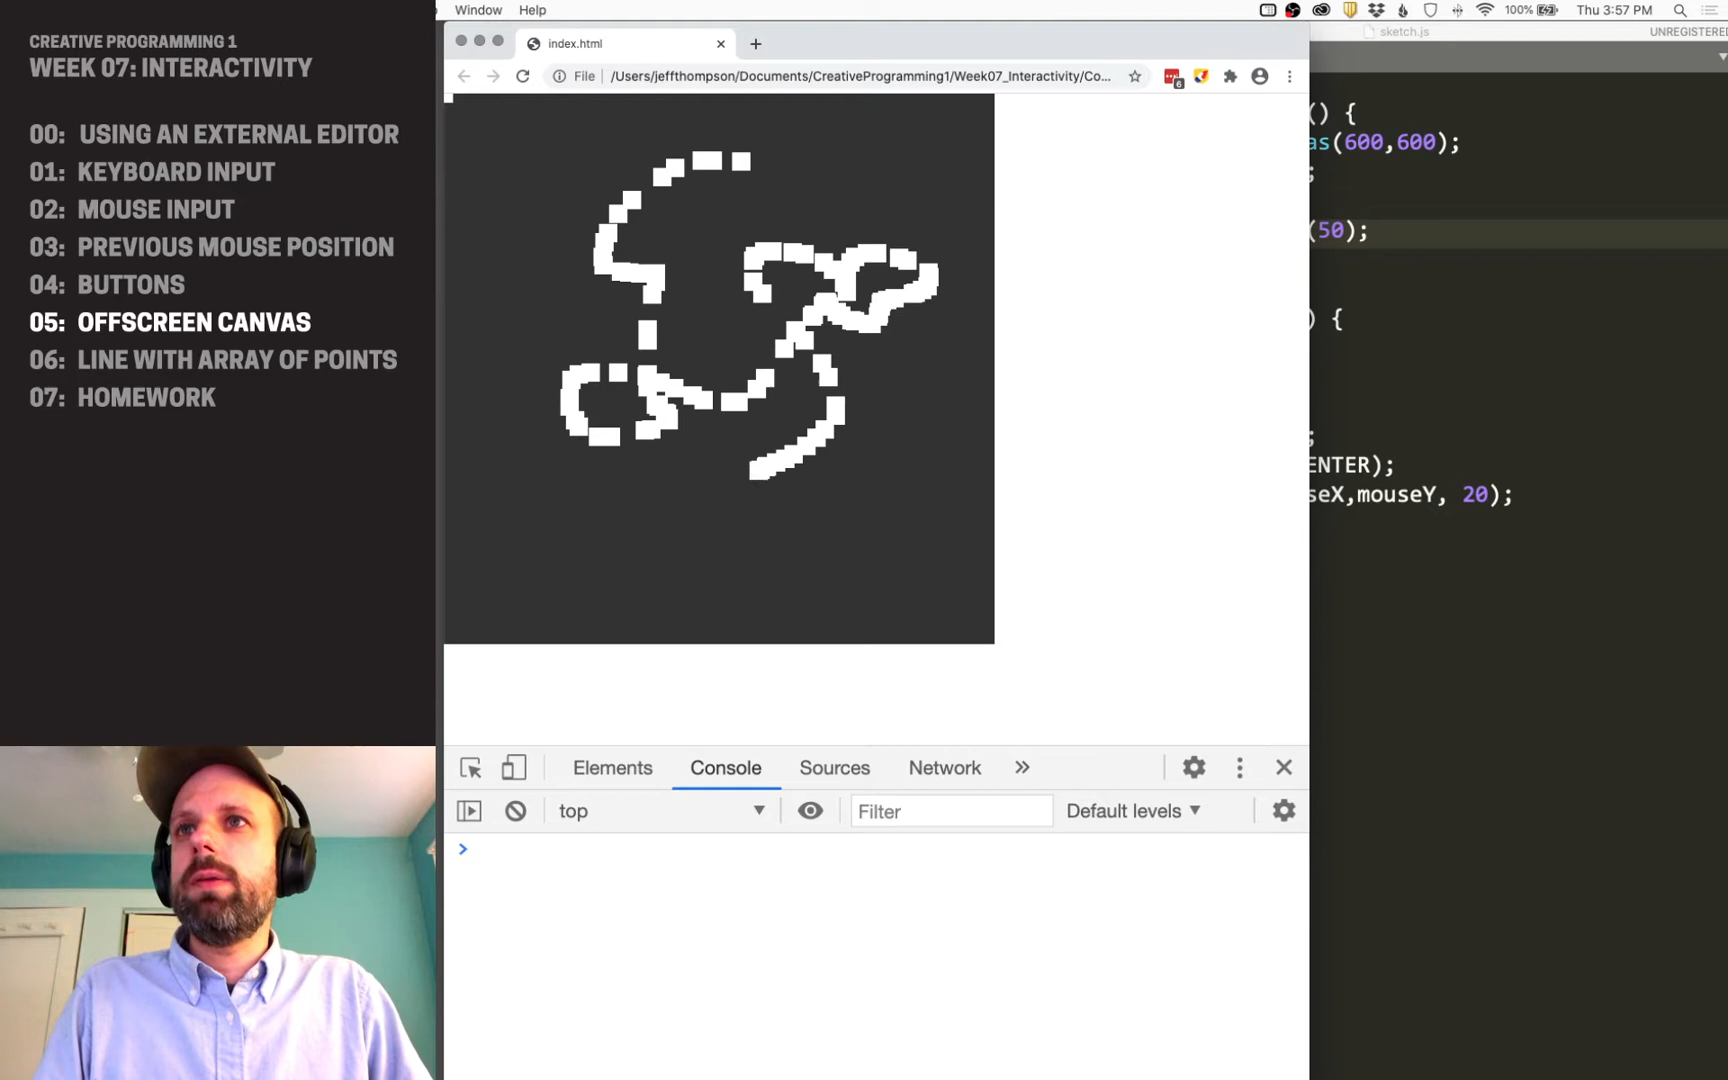 CREATIVE PROGRAMMING 1
WEEK 07: INTERACTIVITY
00: USING AN EXTERNAL EDITOR
01: KEYBOARD INPUT
02: MOUSE INPUT
03: PREVIOUS MOUSE POSITION
04: BUTTONS
05: OFFSCREEN CANVAS
06: LINE WITH ARRAY OF POINTS
07: HOMEWORK
Window Help
100% Thu 3:57 PM
index.html
File /Users/jeffthompson/Documents/CreativeProgramming1/Week07_Interactivity/Co...
6
sketch.js
UNREGISTERED
() {
as(600,600);
;
(50);
) {
;
ENTER);
seX,mouseY, 20);
Elements Console Sources Network
top Filter Default levels